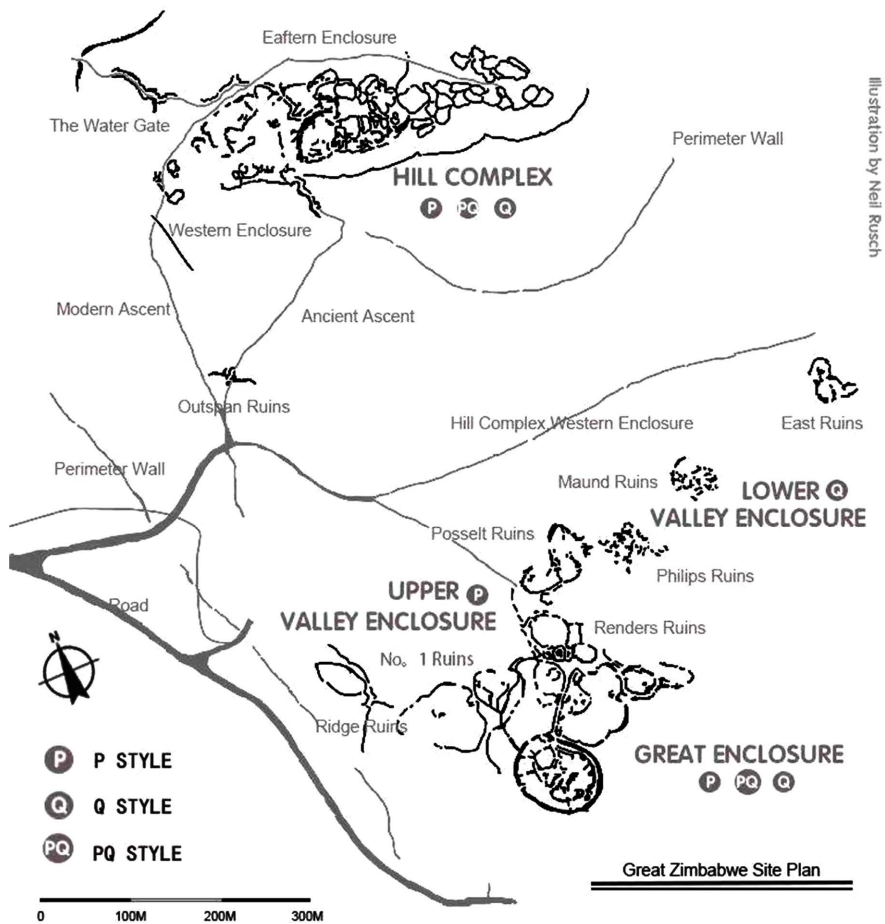 Eaftern Enclosure
Illustration by Neil Rusch
The Water Gate
Perimeter Wall
HILL COMPLEX
P PQ Q
Western Enclosure
Modern Ascent
Ancient Ascent
Outspan Ruins
Hill Complex Western Enclosure
East Ruins
Perimeter Wall
Maund Ruins
LOWER Q
VALLEY ENCLOSURE
Posselt Ruins
Philips Ruins
UPPER P
VALLEY ENCLOSURE
Road
Renders Ruins
N
No。1 Ruins
Ridge Ruins
GREAT ENCLOSURE
P PQ Q
P P STYLE
Q Q STYLE
PQ PQ STYLE
Great Zimbabwe Site Plan
0 100M 200M 300M